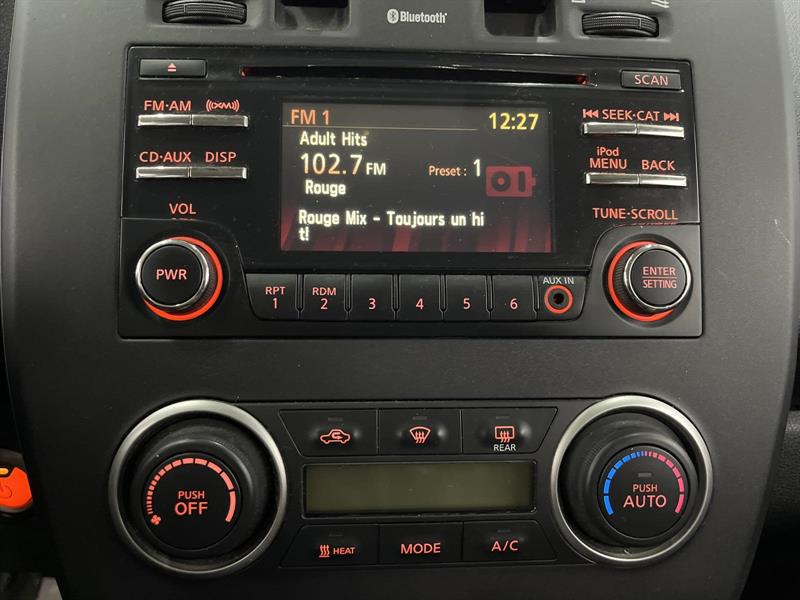 Bluetooth®
SCAN
FM·AM XM
SEEK·CAT
CD·AUX DISP
iPod
MENU BACK
VOL
TUNE·SCROLL
FM 1 12:27
Adult Hits
102.7 FM Preset : 1
Rouge
Rouge Mix - Toujours un hi
t!
PWR
RPT
1
RDM
2
3
4
5
6
AUX IN
ENTER
SETTING
REAR
PUSH
OFF
PUSH
AUTO
HEAT
MODE
A/C